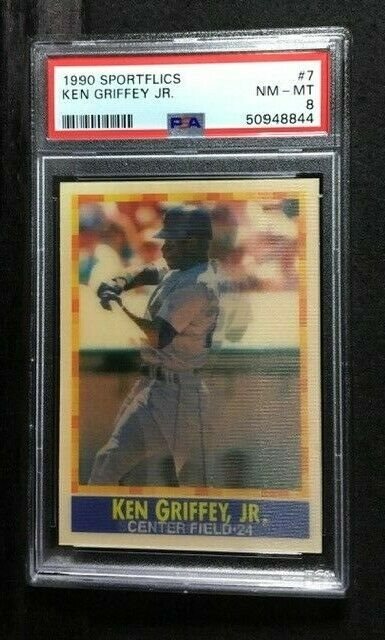 1990 SPORTFLICS #7
KEN GRIFFEY JR. NM - MT
8
PSA 50948844
KEN GRIFFEY, JR.
CENTER FIELD•24